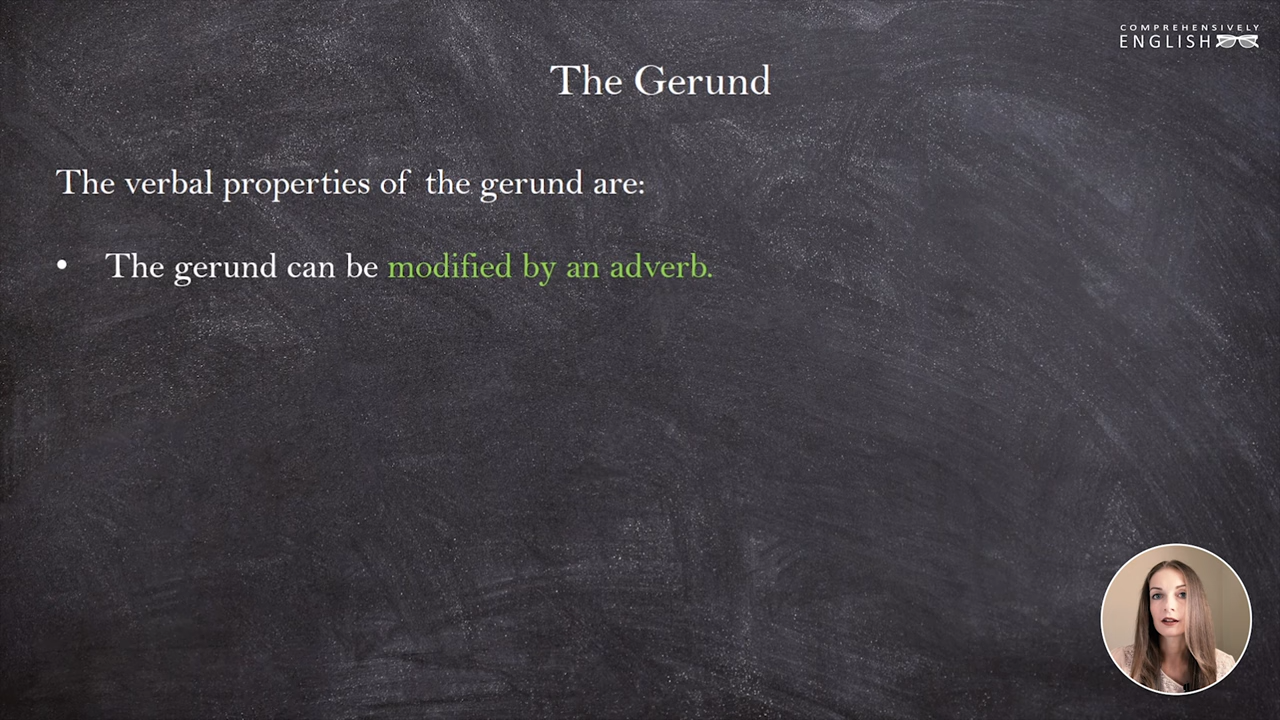 COMPREHENSIVELY
ENGLISH
The Gerund
The verbal properties of the gerund are:
• The gerund can be modified by an adverb.